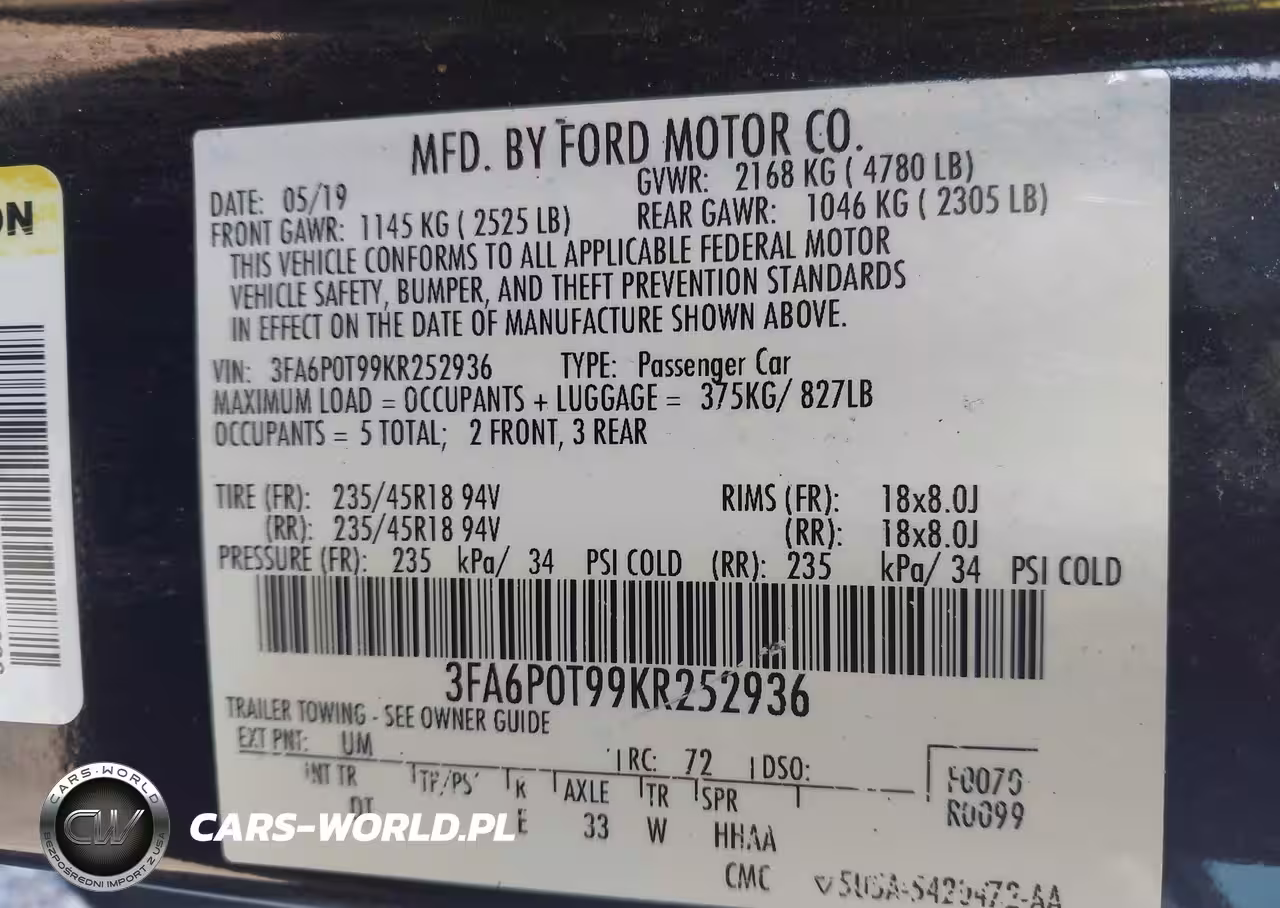 MFD. BY FORD MOTOR CO.
DATE: 05/19 GVWR: 2168 KG ( 4780 LB)
FRONT GAWR: 1145 KG ( 2525 LB) REAR GAWR: 1046 KG ( 2305 LB)
THIS VEHICLE CONFORMS TO ALL APPLICABLE FEDERAL MOTOR
VEHICLE SAFETY, BUMPER, AND THEFT PREVENTION STANDARDS
IN EFFECT ON THE DATE OF MANUFACTURE SHOWN ABOVE.
VIN: 3FA6P0T99KR252936 TYPE: Passenger Car
MAXIMUM LOAD = OCCUPANTS + LUGGAGE = 375KG/ 827LB
OCCUPANTS = 5 TOTAL; 2 FRONT, 3 REAR
TIRE (FR): 235/45R18 94V RIMS (FR): 18x8.0J
(RR): 235/45R18 94V (RR): 18x8.0J
PRESSURE (FR): 235 kPa/ 34 PSI COLD (RR): 235 kPa/ 34 PSI COLD
3FA6P0T99KR252936
TRAILER TOWING - SEE OWNER GUIDE
EXT PNT: UM RC: 72 DSO:
INT TR TP/PS R AXLE TR SPR
E 33 W HHAA
R0099
CMC
CARS-WORLD
CW
BEZPOŚREDNI IMPORT Z USA
CARS-WORLD.PL